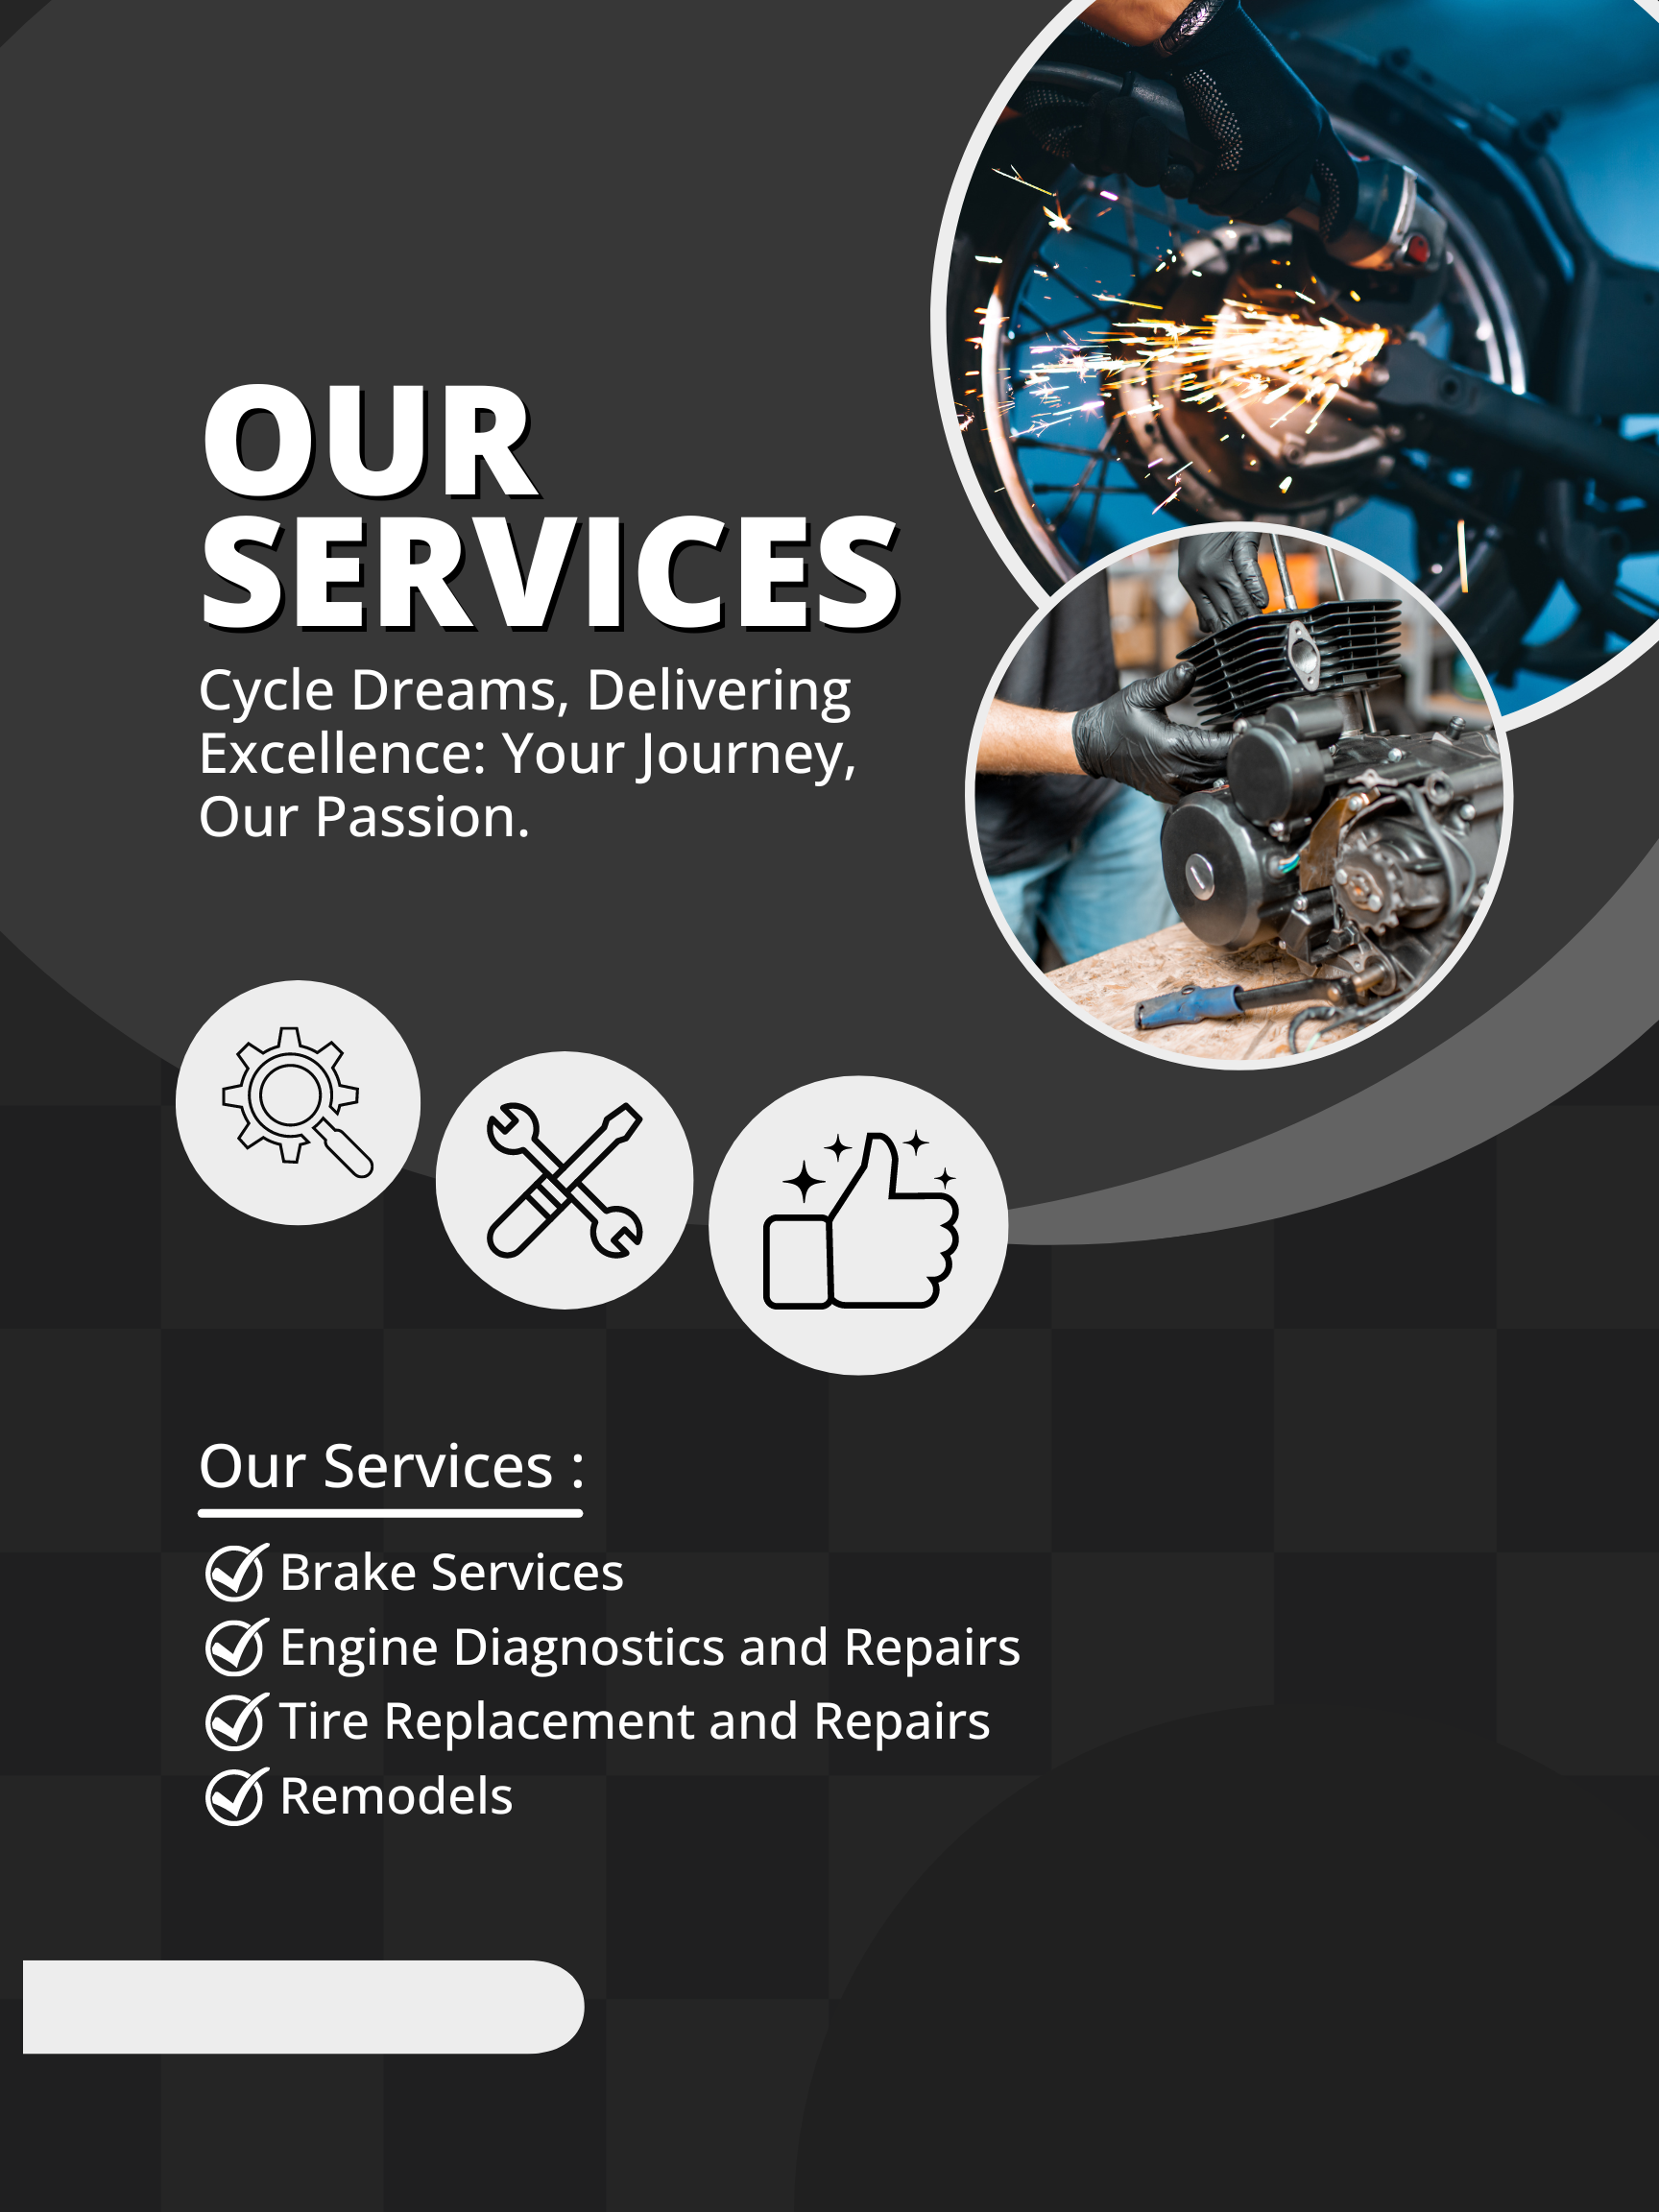 OUR
SERVICES
Cycle Dreams, Delivering
Excellence: Your Journey,
Our Passion.
Our Services :
Brake Services
Engine Diagnostics and Repairs
Tire Replacement and Repairs
Remodels